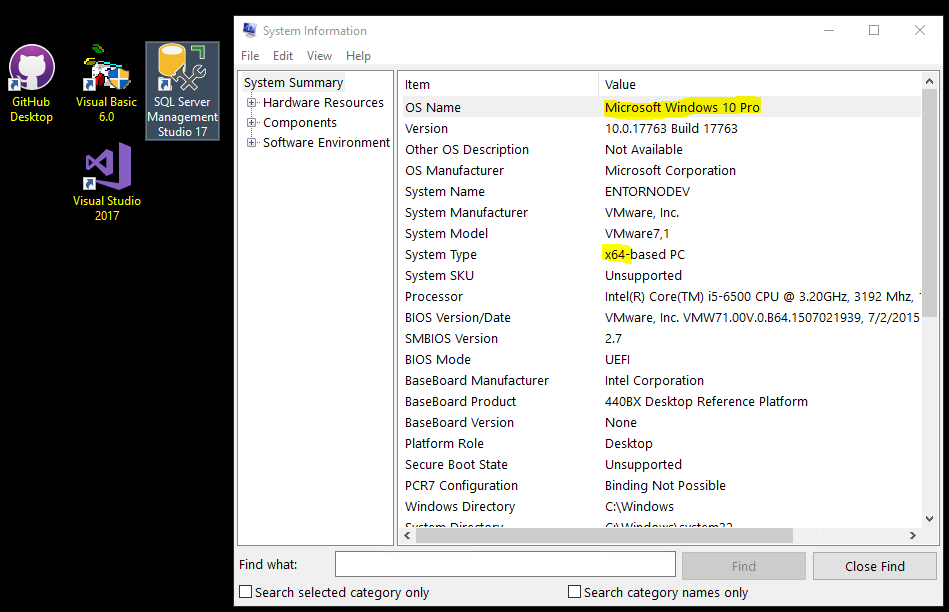 GitHub
Desktop
Visual Basic
6.0
SQL Server
Management
Studio 17
Visual Studio
2017
System Information
File Edit View Help
System Summary
Hardware Resources
Components
Software Environment
Item Value
OS Name Microsoft Windows 10 Pro
Version 10.0.17763 Build 17763
Other OS Description Not Available
OS Manufacturer Microsoft Corporation
System Name ENTORNODEV
System Manufacturer VMware, Inc.
System Model VMware7,1
System Type x64-based PC
System SKU Unsupported
Processor Intel(R) Core(TM) i5-6500 CPU @ 3.20GHz, 3192 Mhz,
BIOS Version/Date VMware, Inc. VMW71.00V.0.B64.1507021939, 7/2/2015
SMBIOS Version 2.7
BIOS Mode UEFI
BaseBoard Manufacturer Intel Corporation
BaseBoard Product 440BX Desktop Reference Platform
BaseBoard Version None
Platform Role Desktop
Secure Boot State Unsupported
PCR7 Configuration Binding Not Possible
Windows Directory C:\Windows
System Directory C:\Windows\system32
Find what: Find Close Find
Search selected category only Search category names only